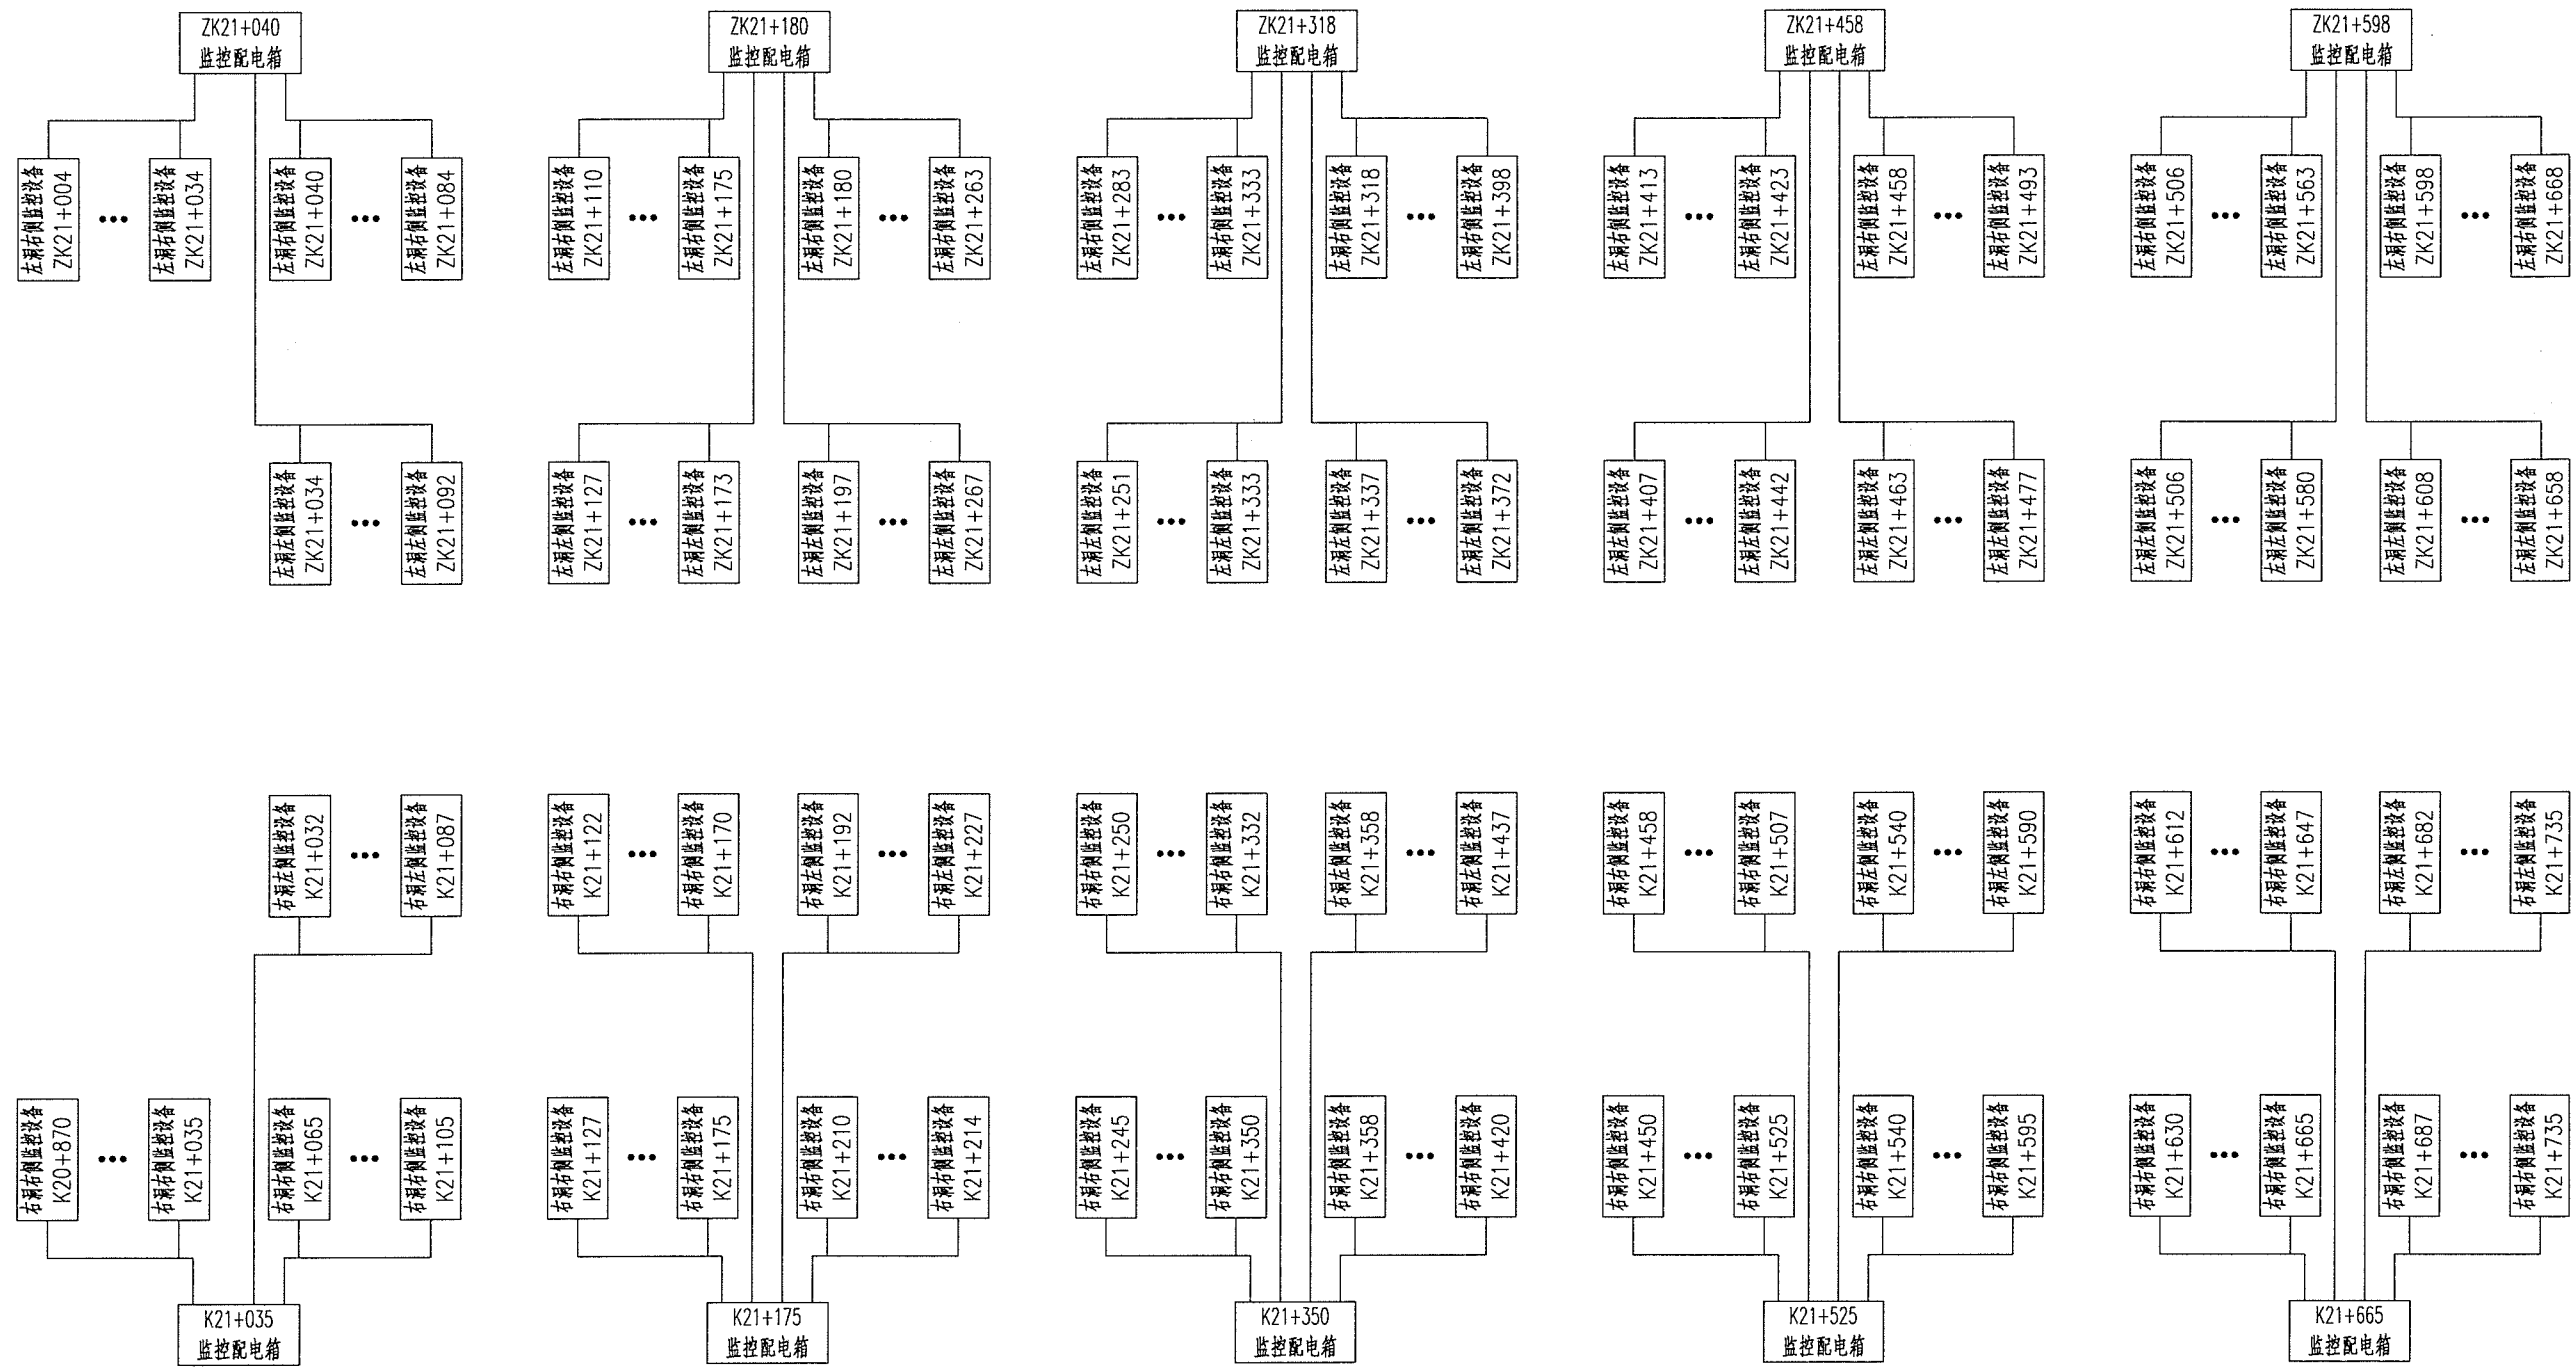 ZK21+040
监控配电箱
ZK21+180
监控配电箱
ZK21+318
监控配电箱
ZK21+458
监控配电箱
ZK21+598
监控配电箱
左洞右侧监控设备
ZK21+004
左洞右侧监控设备
ZK21+034
左洞右侧监控设备
ZK21+040
左洞右侧监控设备
ZK21+084
左洞右侧监控设备
ZK21+110
左洞右侧监控设备
ZK21+175
左洞右侧监控设备
ZK21+180
左洞右侧监控设备
ZK21+263
左洞右侧监控设备
ZK21+283
左洞右侧监控设备
ZK21+333
左洞右侧监控设备
ZK21+318
左洞右侧监控设备
ZK21+398
左洞右侧监控设备
ZK21+413
左洞右侧监控设备
ZK21+423
左洞右侧监控设备
ZK21+458
左洞右侧监控设备
ZK21+493
左洞右侧监控设备
ZK21+506
左洞右侧监控设备
ZK21+563
左洞右侧监控设备
ZK21+598
左洞右侧监控设备
ZK21+668
左洞左侧监控设备
ZK21+034
左洞左侧监控设备
ZK21+092
左洞左侧监控设备
ZK21+127
左洞左侧监控设备
ZK21+173
左洞左侧监控设备
ZK21+197
左洞左侧监控设备
ZK21+267
左洞左侧监控设备
ZK21+251
左洞左侧监控设备
ZK21+333
左洞左侧监控设备
ZK21+337
左洞左侧监控设备
ZK21+372
左洞左侧监控设备
ZK21+407
左洞左侧监控设备
ZK21+442
左洞左侧监控设备
ZK21+463
左洞左侧监控设备
ZK21+477
左洞左侧监控设备
ZK21+506
左洞左侧监控设备
ZK21+580
左洞左侧监控设备
ZK21+608
左洞左侧监控设备
ZK21+658
右洞左侧监控设备
K21+032
右洞左侧监控设备
K21+087
右洞右侧监控设备
K21+122
右洞右侧监控设备
K21+170
右洞左侧监控设备
K21+192
右洞左侧监控设备
K21+227
右洞右侧监控设备
K21+250
右洞右侧监控设备
K21+332
右洞左侧监控设备
K21+358
右洞左侧监控设备
K21+437
右洞右侧监控设备
K21+458
右洞右侧监控设备
K21+507
右洞右侧监控设备
K21+540
右洞右侧监控设备
K21+590
右洞右侧监控设备
K21+612
右洞右侧监控设备
K21+647
右洞左侧监控设备
K21+682
右洞左侧监控设备
K21+735
右洞右侧监控设备
K20+870
右洞右侧监控设备
K21+035
右洞右侧监控设备
K21+065
右洞右侧监控设备
K21+105
右洞右侧监控设备
K21+127
右洞右侧监控设备
K21+175
右洞右侧监控设备
K21+210
右洞右侧监控设备
K21+214
右洞右侧监控设备
K21+245
右洞右侧监控设备
K21+350
右洞右侧监控设备
K21+358
右洞右侧监控设备
K21+420
右洞右侧监控设备
K21+450
右洞右侧监控设备
K21+525
右洞右侧监控设备
K21+540
右洞右侧监控设备
K21+595
右洞右侧监控设备
K21+630
右洞右侧监控设备
K21+665
右洞右侧监控设备
K21+687
右洞右侧监控设备
K21+735
K21+035
监控配电箱
K21+175
监控配电箱
K21+350
监控配电箱
K21+525
监控配电箱
K21+665
监控配电箱